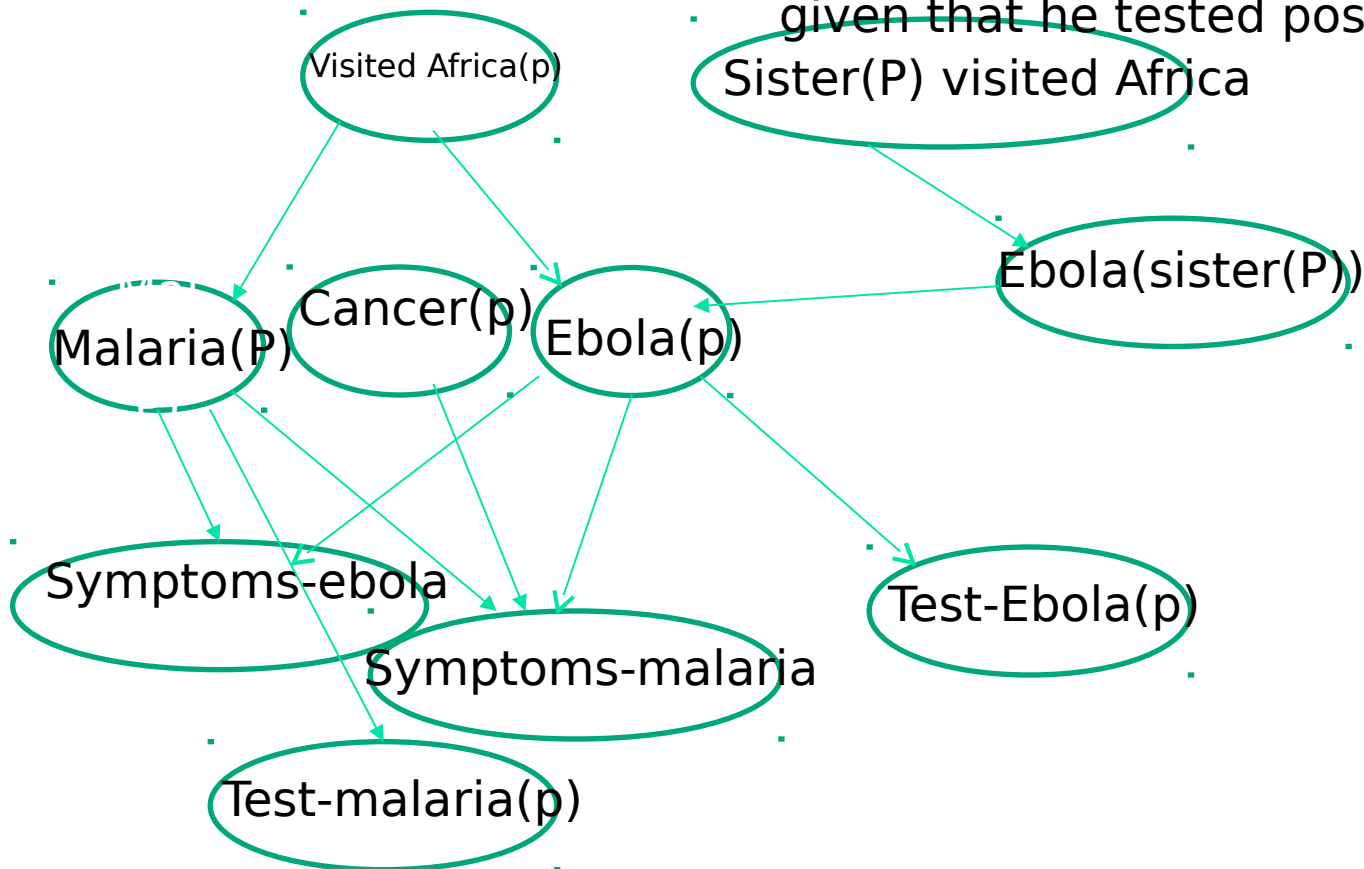 given that he tested pos
Visited Africa(p)
Sister(P) visited Africa
Ebola(sister(P))
Cancer(p)
Ebola(p)
Malaria(P)
Symptoms-ebola
Test-Ebola(p)
Symptoms-malaria
Test-malaria(p)